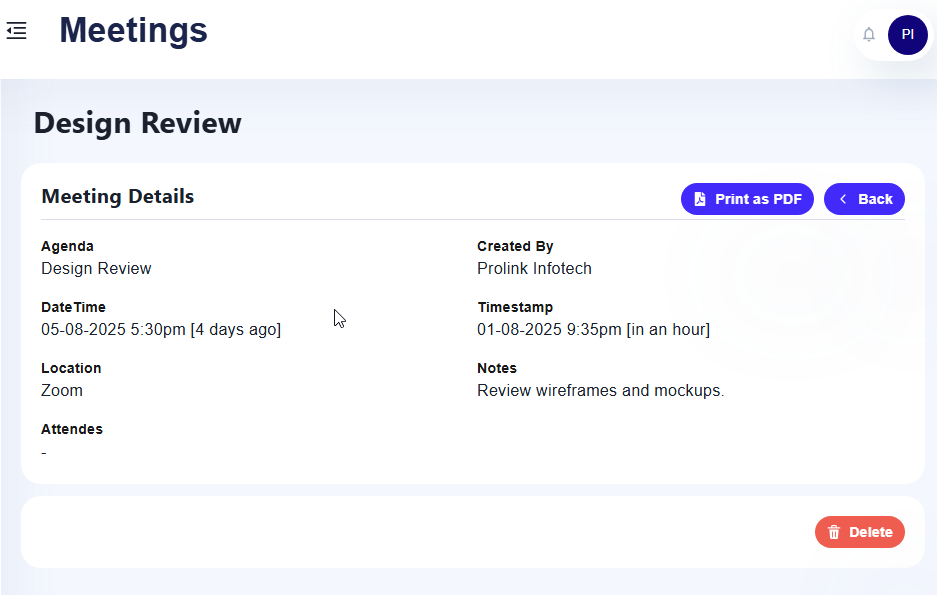 Meetings
PI
Design Review
Meeting Details
Print as PDF
Back
Agenda
Design Review
Created By
Prolink Infotech
DateTime
05-08-2025 5:30pm [4 days ago]
Timestamp
01-08-2025 9:35pm [in an hour]
Location
Zoom
Notes
Review wireframes and mockups.
Attendes
-
Delete